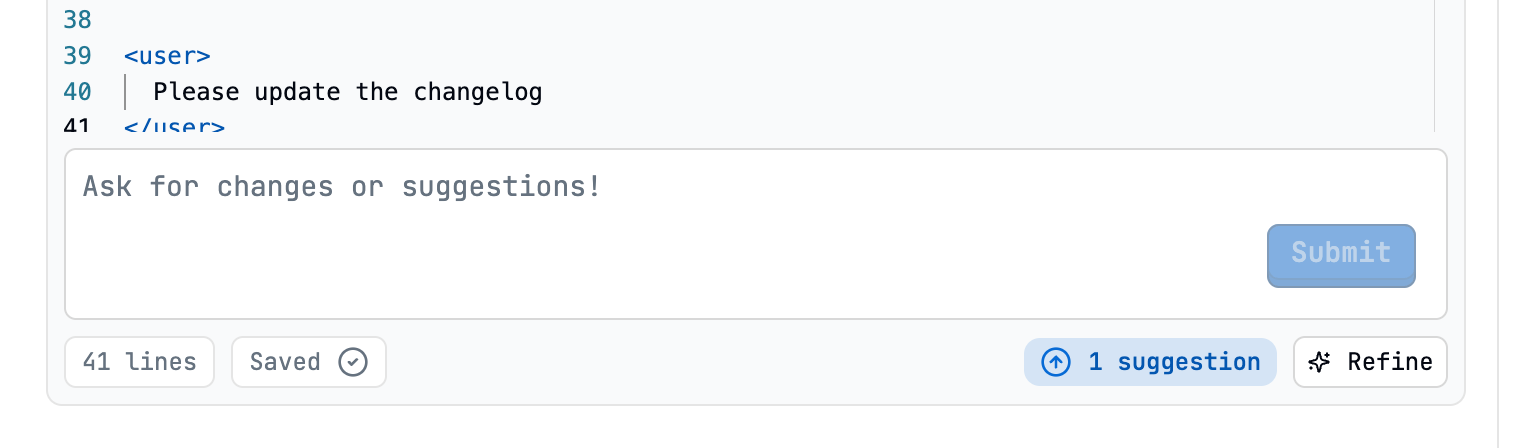 38
39 <user>
40 Please update the changelog
41 </user>
Ask for changes or suggestions!
Submit
41 lines Saved 1 suggestion Refine